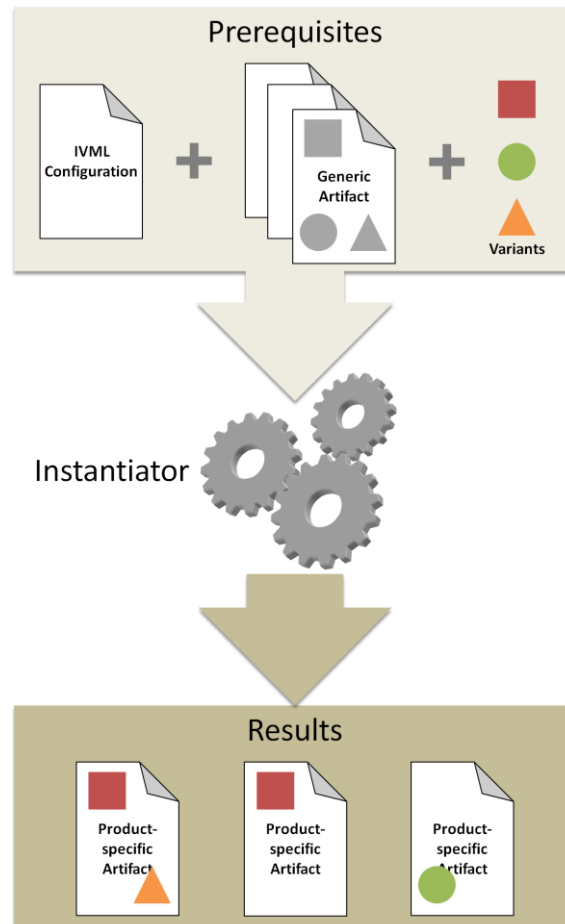 Prerequisites
IVML
Configuration
Generic
Artifact
Variants
Instantiator
Results
Product-
specific
Artifact
Product-
specific
Artifact
Product-
specific
Artifact